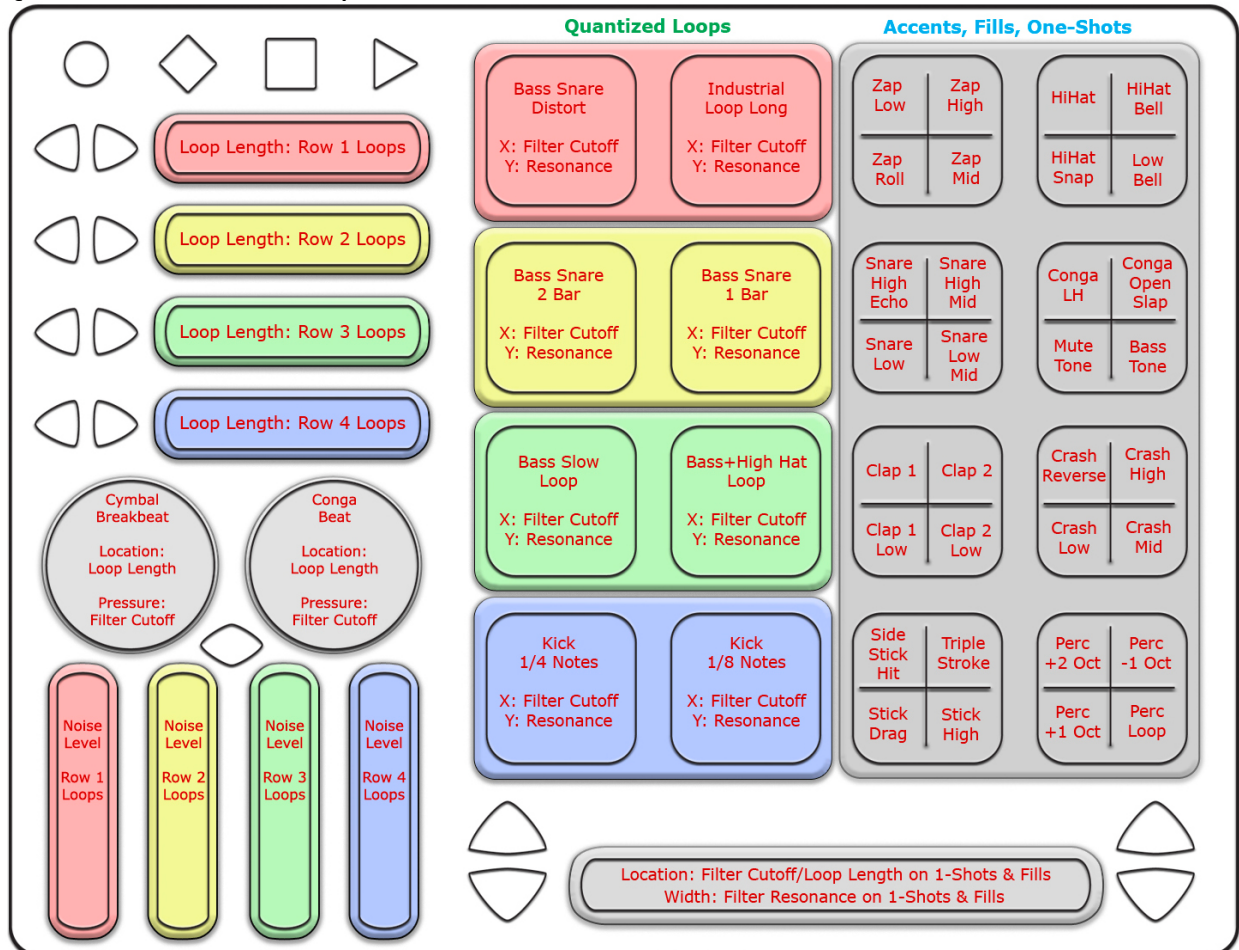 Quantized Loops
Accents, Fills, One-Shots
Loop Length: Row 1 Loops
Loop Length: Row 2 Loops
Loop Length: Row 3 Loops
Loop Length: Row 4 Loops
Cymbal
Breakbeat
Location:
Loop Length
Pressure:
Filter Cutoff
Conga
Beat
Location:
Loop Length
Pressure:
Filter Cutoff
Noise
Level
Row 1
Loops
Noise
Level
Row 2
Loops
Noise
Level
Row 3
Loops
Noise
Level
Row 4
Loops
Bass Snare
Distort
X: Filter Cutoff
Y: Resonance
Industrial
Loop Long
X: Filter Cutoff
Y: Resonance
Bass Snare
2 Bar
X: Filter Cutoff
Y: Resonance
Bass Snare
1 Bar
X: Filter Cutoff
Y: Resonance
Bass Slow
Loop
X: Filter Cutoff
Y: Resonance
Bass+High Hat
Loop
X: Filter Cutoff
Y: Resonance
Kick
1/4 Notes
X: Filter Cutoff
Y: Resonance
Kick
1/8 Notes
X: Filter Cutoff
Y: Resonance
Zap
Low
Zap
High
Zap
Roll
Zap
Mid
HiHat
HiHat
Bell
HiHat
Snap
Low
Bell
Snare
High
Echo
Snare
High
Mid
Snare
Low
Snare
Low
Mid
Conga
LH
Conga
Open
Slap
Mute
Tone
Bass
Tone
Clap 1
Clap 2
Clap 1
Low
Clap 2
Low
Crash
Reverse
Crash
High
Crash
Low
Crash
Mid
Side
Stick
Hit
Triple
Stroke
Stick
Drag
Stick
High
Perc
+2 Oct
Perc
-1 Oct
Perc
+1 Oct
Perc
Loop
Location: Filter Cutoff/Loop Length on 1-Shots & Fills
Width: Filter Resonance on 1-Shots & Fills